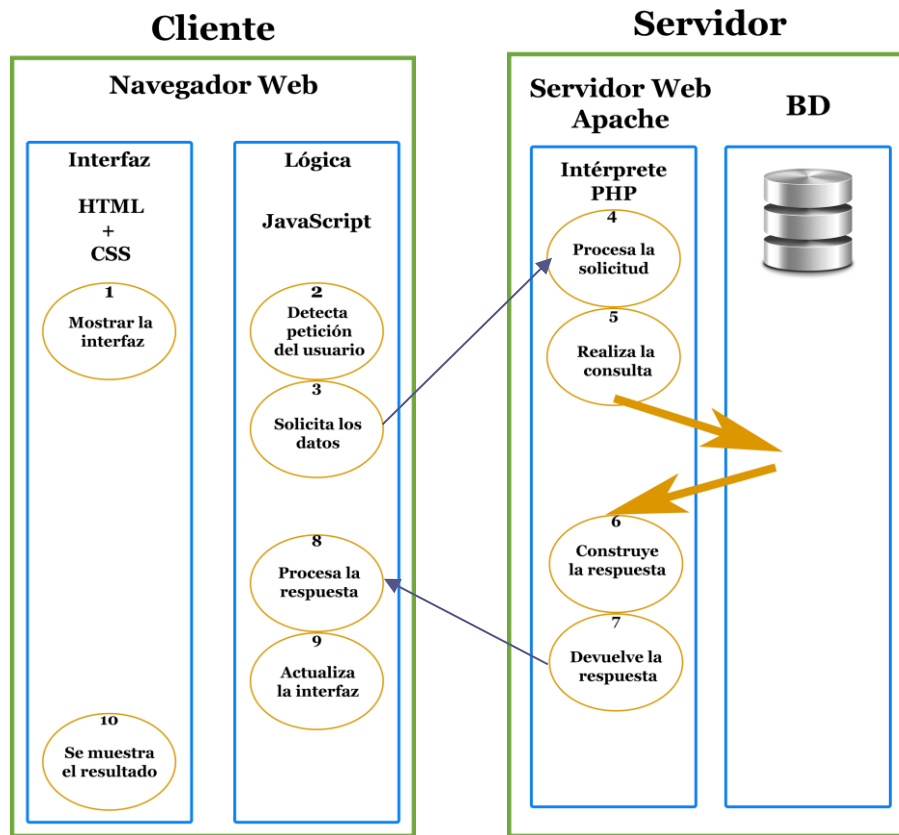 Cliente
Navegador Web
Interfaz
HTML
+
CSS
1
Mostrar la
interfaz
10
Se muestra
el resultado
Lógica
JavaScript
2
Detecta
petición
del usuario
3
Solicita los
datos
8
Procesa la
respuesta
9
Actualiza
la interfaz
Servidor
Servidor Web
Apache
Intérprete
PHP
4
Procesa la
solicitud
5
Realiza la
consulta
6
Construye
la respuesta
7
Devuelve la
respuesta
BD